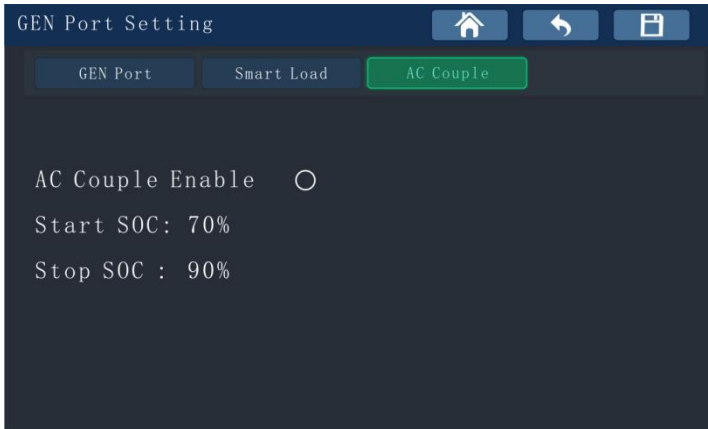 GEN Port Setting
GEN Port Smart Load AC Couple
AC Couple Enable
Start SOC: 70%
Stop SOC : 90%